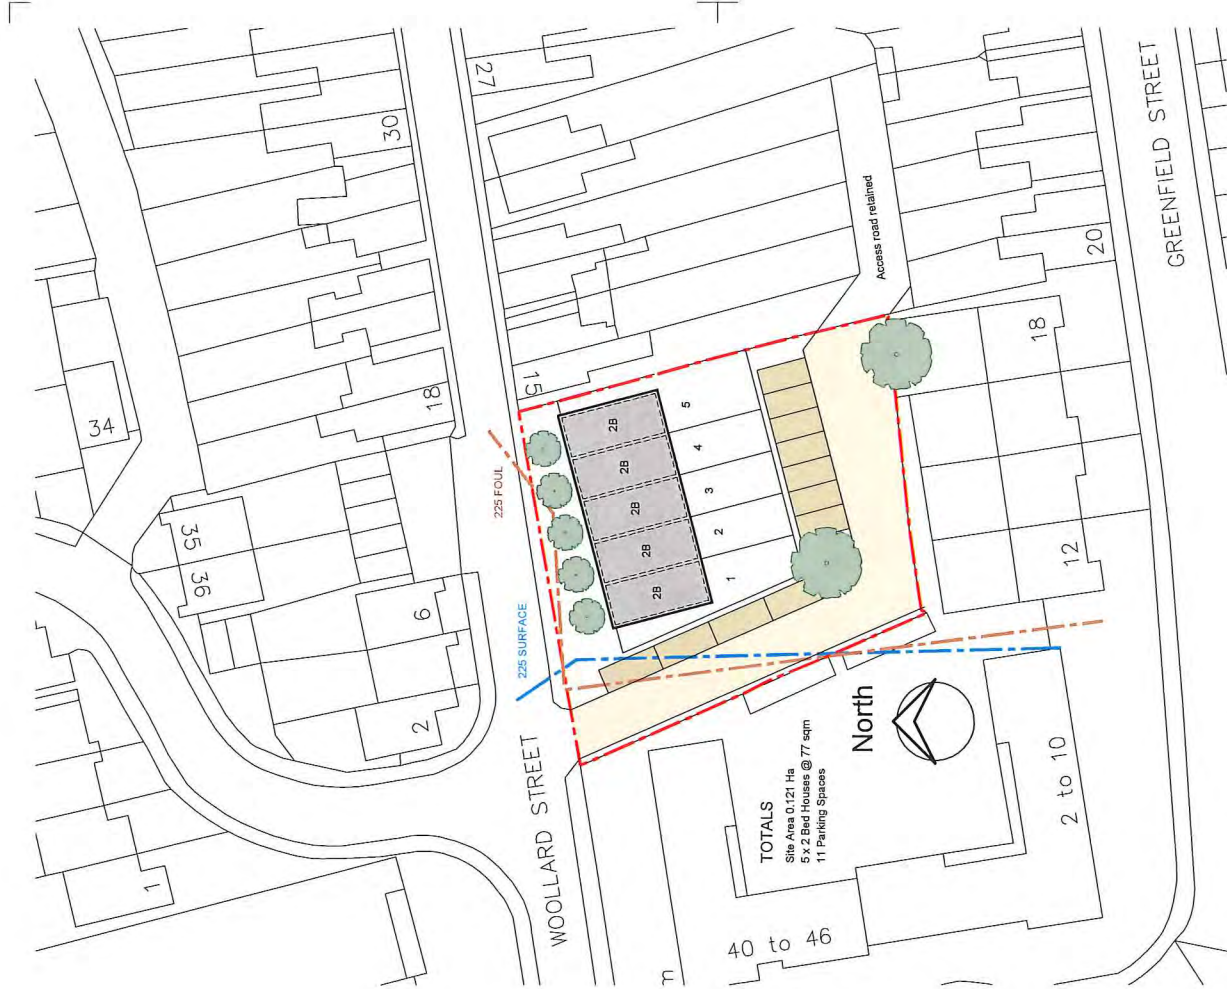 27
30
GREENFIELD STREET
Access road retained
20
18
15
18
34
225 FOUL
2B
2B
2B
2B
2B
5
4
3
2
1
35
36
12
6
225 SURFACE
2
WOOLLARD STREET
North
TOTALS
Site Area 0.121 Ha
5 x 2 Bed Houses @ 77 sqm
11 Parking Spaces
2 to 10
1
40 to 46
m